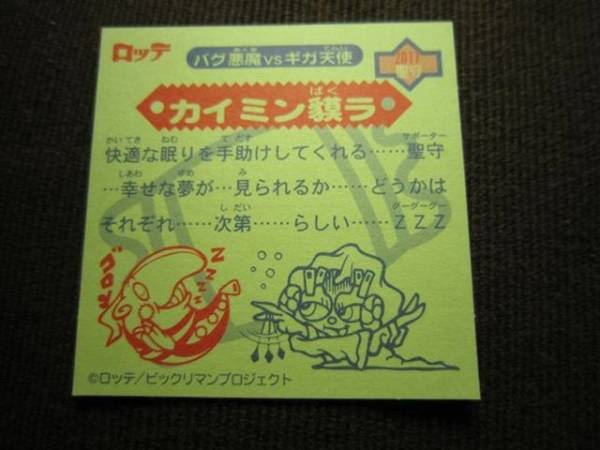 ロッテ
バグ悪魔VSギガ天使
2017
カイミン貘ラ
快適な眠りを手助けしてくれる……聖守
…幸せな夢が…見られるか……どうかは
それぞれ……次第……らしい……ZZZ
ZZZZ
©ロッテ/ビックリマンプロジェクト